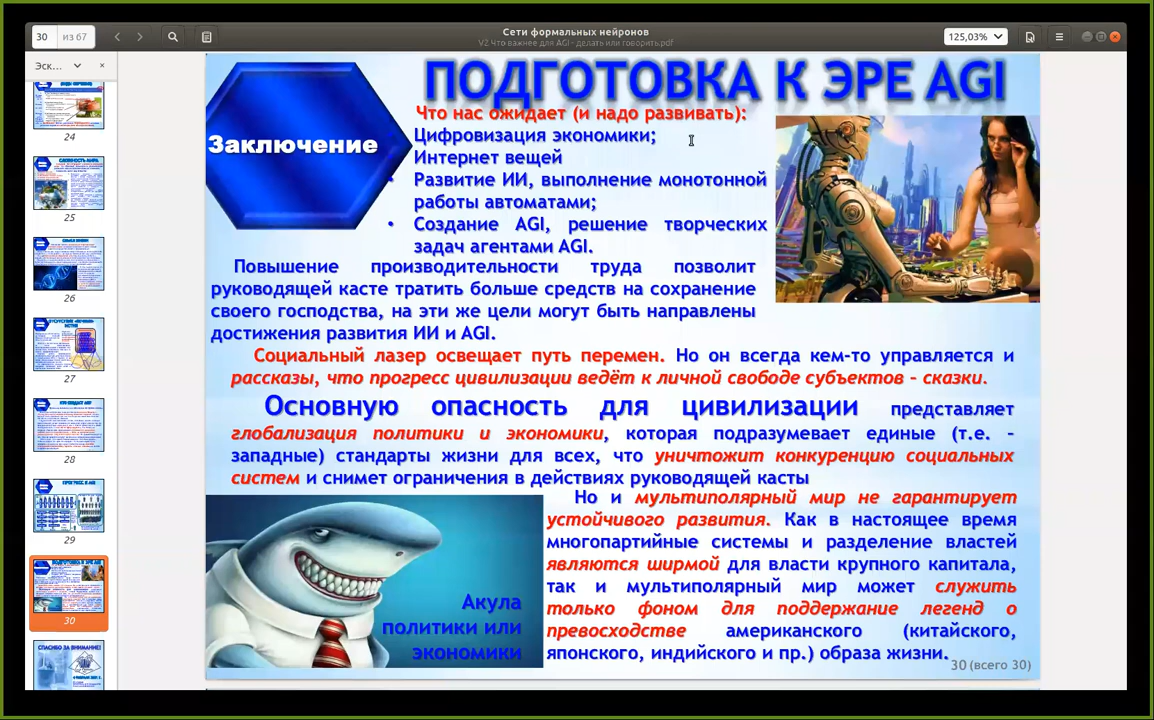 30
из 67
Сети формальных нейронов
V2.Что важнее для AGI - делать или говорить.pdf
125,03%
Эск…
24
25
26
27
28
29
30
ПОДГОТОВКА К ЭРЕ AGI
Заключение
Что нас ожидает (и надо развивать):
Цифровизация экономики;
Интернет вещей
• Развитие ИИ, выполнение монотонной
работы автоматами;
• Создание AGI, решение творческих
задач агентами AGI.
Повышение производительности труда позволит
руководящей касте тратить больше средств на сохранение
своего господства, на эти же цели могут быть направлены
достижения развития ИИ и AGI.
Социальный лазер освещает путь перемен. Но он всегда кем-то управляется и
рассказы, что прогресс цивилизации ведёт к личной свободе субъектов – сказки.
Основную опасность для цивилизации представляет
глобализация политики и экономики, которая подразумевает единые (т.е. –
западные) стандарты жизни для всех, что уничтожит конкуренцию социальных
систем и снимет ограничения в действиях руководящей касты
Но и мультиполярный мир не гарантирует
устойчивого развития. Как в настоящее время
многопартийные системы и разделение властей
являются ширмой для власти крупного капитала,
так и мультиполярный мир может служить
только фоном для поддержание легенд о
превосходстве американского (китайского,
японского, индийского и пр.) образа жизни.
Акула
политики или
экономики
30 (всего 30)
СПАСИБО ЗА ВНИМАНИЕ!